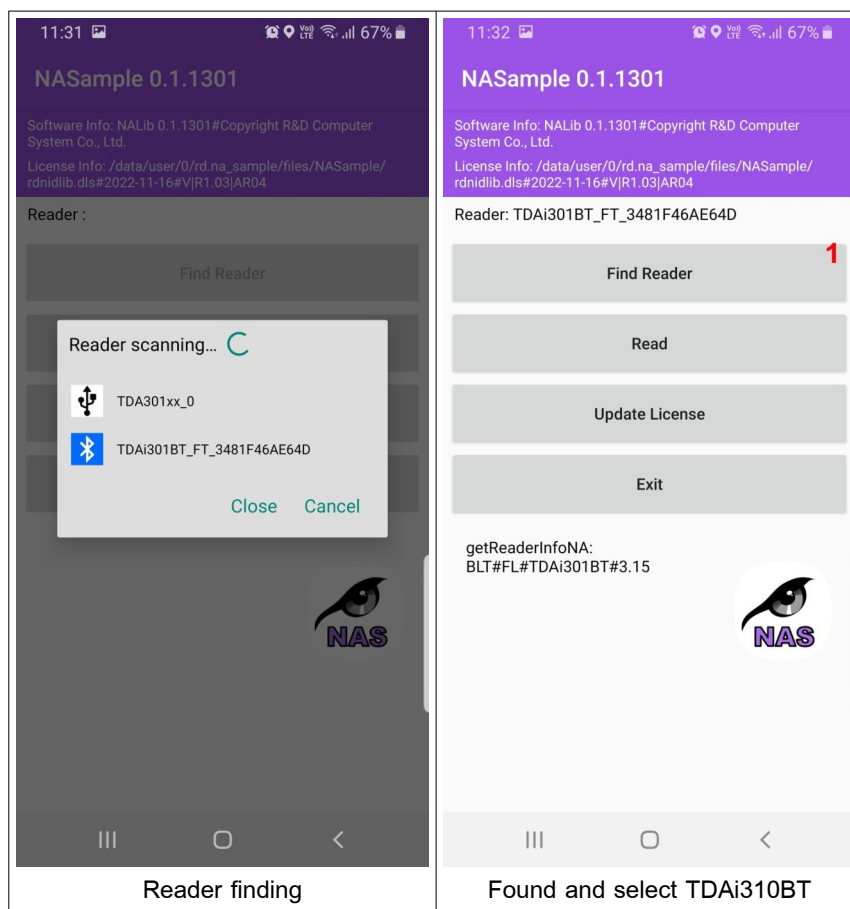 11:31 67%
NASample 0.1.1301
Software Info: NALib 0.1.1301#Copyright R&D Computer
System Co., Ltd.
License Info: /data/user/0/rd.na_sample/files/NASample/
rdnidlib.dls#2022-11-16#V|R1.03|AR04
Reader :
Find Reader
Reader scanning...
TDA301xx_0
TDAi301BT_FT_3481F46AE64D
Close Cancel
NAS
Reader finding
11:32 Vo) LTE 67%
NASample 0.1.1301
Software Info: NALib 0.1.1301#Copyright R&D Computer
System Co., Ltd.
License Info: /data/user/0/rd.na_sample/files/NASample/
rdnidlib.dls#2022-11-16#V|R1.03|AR04
Reader: TDAi301BT_FT_3481F46AE64D
1
Find Reader
Read
Update License
Exit
getReaderInfoNA:
BLT#FL#TDAi301BT#3.15
NAS
Found and select TDAi310BT